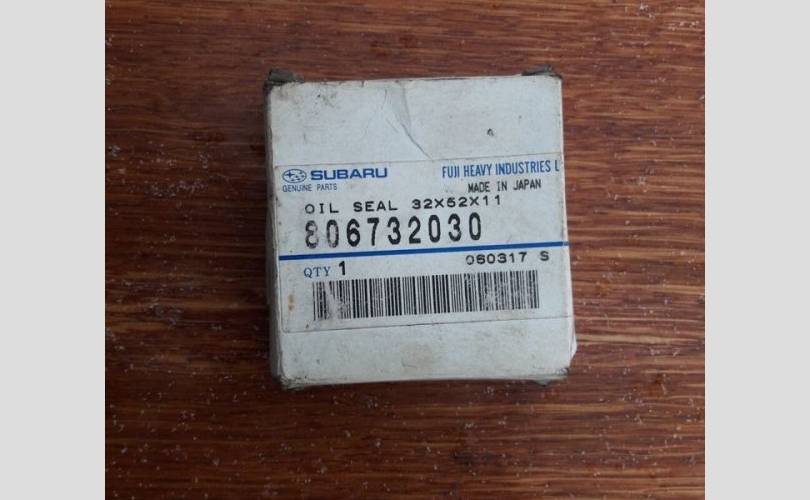 SUBARU FUJI HEAVY INDUSTRIES L
GENUINE PARTS MADE IN JAPAN
OIL SEAL 32X52X11
806732030
QTY 1 060317 S